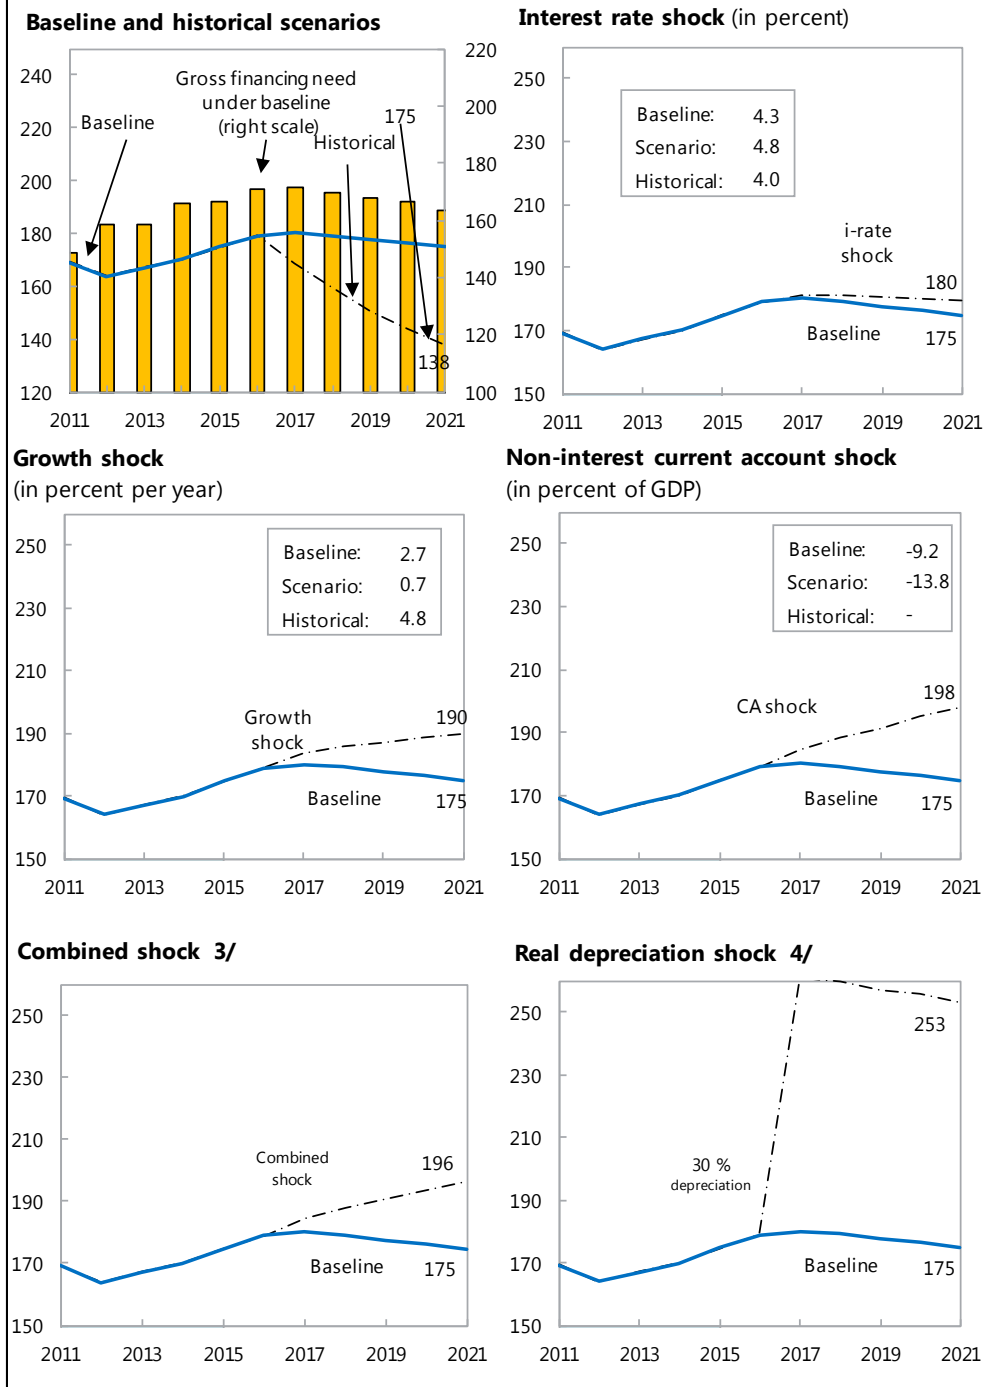 Baseline and historical scenarios
220
240
220
200
180
160
140
120
200
180
160
140
120
100
Gross financing need
under baseline
(right scale)
Baseline
Historical
175
138
2011 2013 2015 2017 2019 2021
Interest rate shock (in percent)
250
230
210
190
170
150
Baseline: 4.3
Scenario: 4.8
Historical: 4.0
i-rate
shock
180
Baseline
175
2011 2013 2015 2017 2019 2021
Growth shock
(in percent per year)
250
230
210
190
170
150
Baseline: 2.7
Scenario: 0.7
Historical: 4.8
Growth
shock
190
Baseline
175
2011 2013 2015 2017 2019 2021
Non-interest current account shock
(in percent of GDP)
250
230
210
190
170
150
Baseline: -9.2
Scenario: -13.8
Historical: -
CA shock
198
Baseline
175
2011 2013 2015 2017 2019 2021
Combined shock 3/
250
230
210
190
170
150
Combined
shock
196
Baseline
175
2011 2013 2015 2017 2019 2021
Real depreciation shock 4/
250
230
210
190
170
150
253
30 %
depreciation
Baseline
175
2011 2013 2015 2017 2019 2021